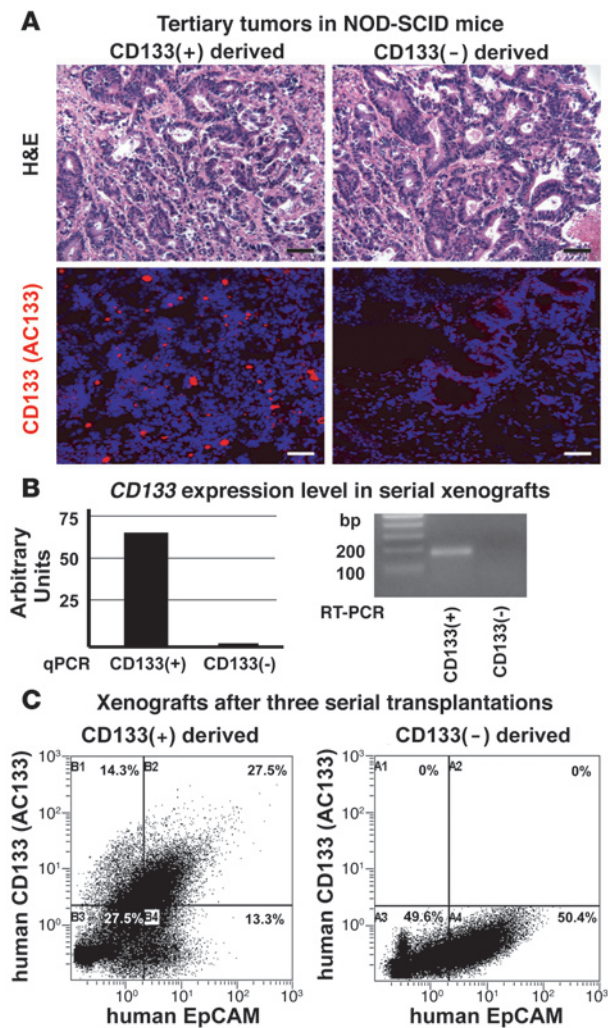 A Tertiary tumors in NOD-SCID mice
CD133(+) derived CD133(-) derived
H&E
CD133 (AC133)
B CD133 expression level in serial xenografts
Arbitrary Units
75
50
25
qPCR CD133(+) CD133(-)
bp
200
100
RT-PCR
CD133(+) CD133(-)
C Xenografts after three serial transplantations
CD133(+) derived CD133(-) derived
human CD133 (AC133)
10³
10²
10¹
10⁰
B1 14.3% B2 27.5%
B3 27.5% B4 13.3%
10⁰ 10¹ 10² 10³
human EpCAM
human CD133 (AC133)
10³
10²
10¹
10⁰
A1 0% A2 0%
A3 49.6% A4 50.4%
10⁰ 10¹ 10² 10³
human EpCAM